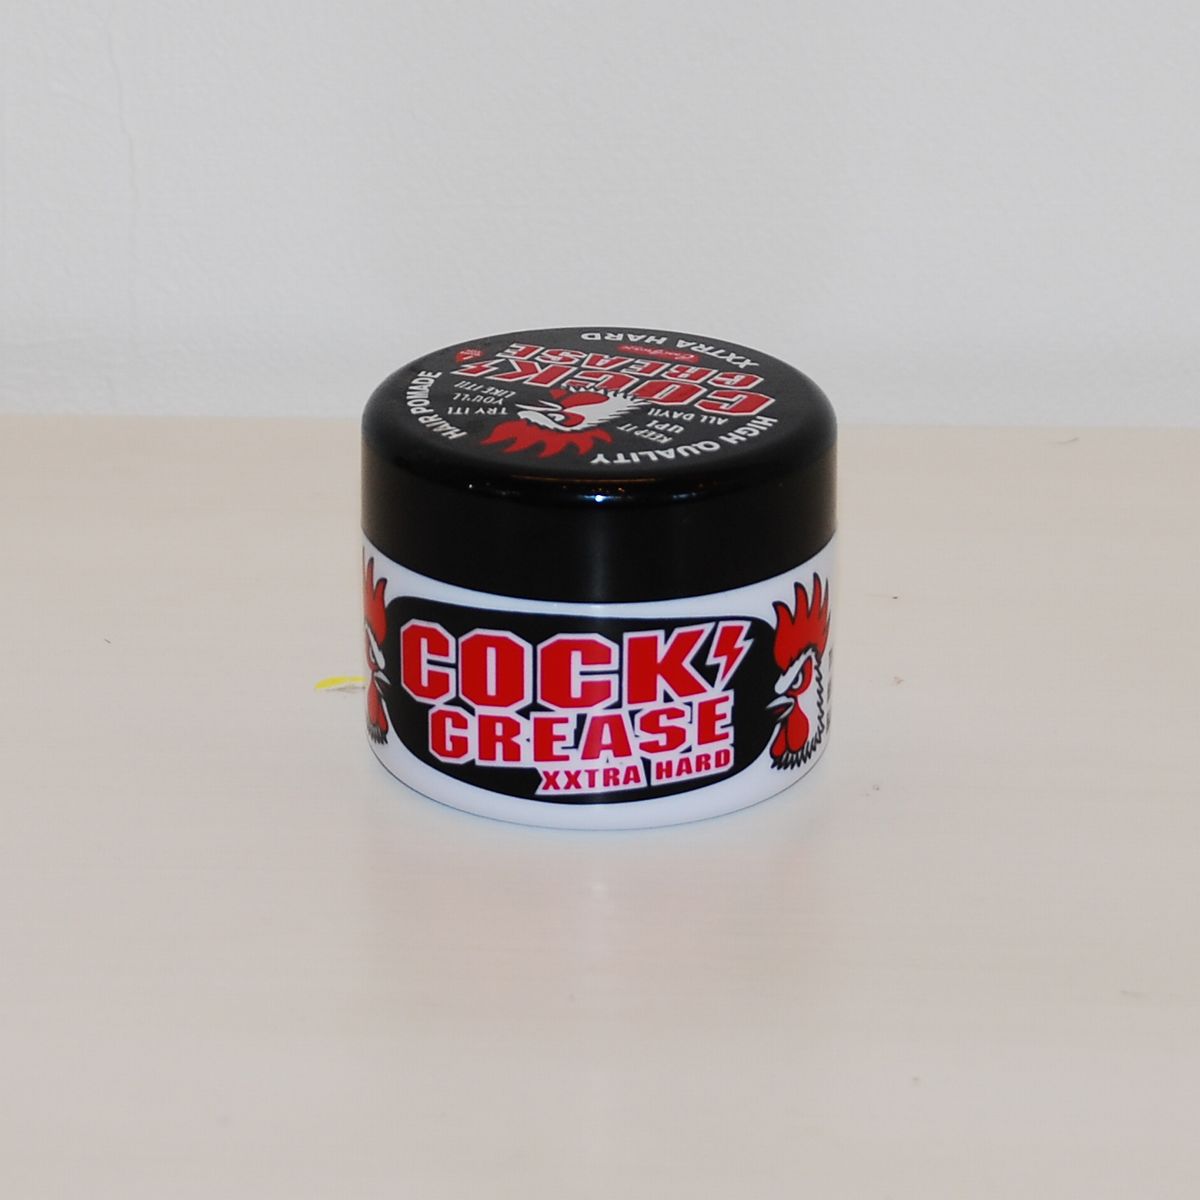 HAIR POMADE
HIGH QUALITY
XXTRA HARD
COCK
GREASE
TRY IT!
YOU'LL
LIKE IT!!
KEEP IT
UP!
ALL DAY!!
COCK
GREASE
XXTRA HARD